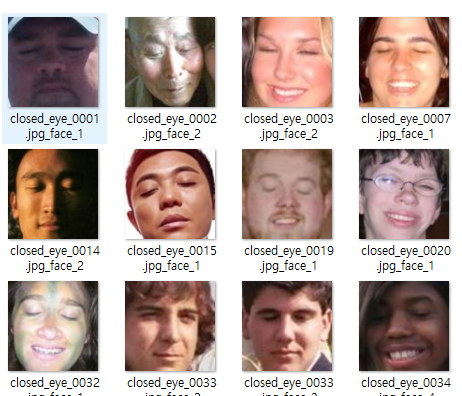 closed_eye_0001
.jpg_face_1
closed_eye_0002
.jpg_face_2
closed_eye_0003
.jpg_face_2
closed_eye_0007
.jpg_face_1
closed_eye_0014
.jpg_face_2
closed_eye_0015
.jpg_face_1
closed_eye_0019
.jpg_face_1
closed_eye_0020
.jpg_face_1
closed_eye_0032
closed_eye_0033
closed_eye_0033
closed_eye_0034